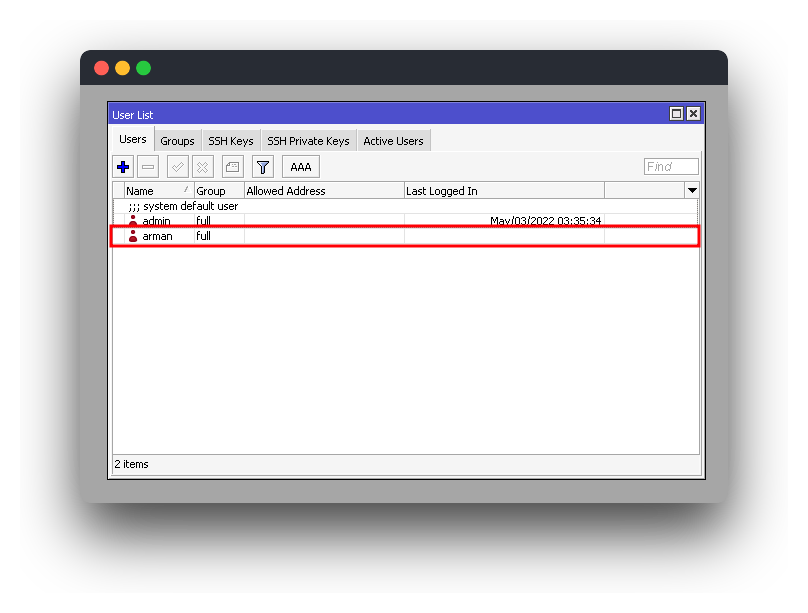 User List
Users Groups SSH Keys SSH Private Keys Active Users
AAA Find
Name Group Allowed Address Last Logged In
;;; system default user
admin full May/03/2022 03:35:34
arman full
2 items